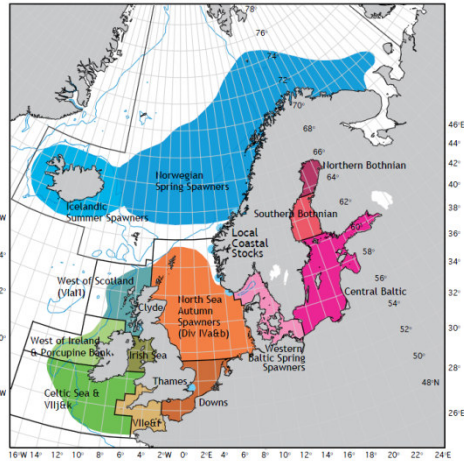 78°
76°
74°
72°
70°
68°
66°
64°
62°
60°
58°
56°
54°
52°
50°
48°N
46°E
44°E
42°E
40°E
38°E
36°E
34°E
32°E
30°E
28°E
26°E
Northern Bothnian
Southern Bothnian
Norwegian
Spring Spawners
Icelandic
Summer Spawners
Local
Coastal
Stocks
Central Baltic
West of Scotland
(VIaN)
Clyde
North Sea
Autumn
Spawners
(Div IVa&b)
West of Ireland
& Porcupine Bank
Irish Sea
Western
Baltic Spring
Spawners
Thames
Celtic Sea &
VIIj&k
Downs
VIIe&f
16°W 14°W 12°W 10°W 8°W 6°W 4°W 2°W 0°E 2°E 4°E 6°E 8°E 10°E 12°E 14°E 16°E 18°E 20°E 22°E 24°E